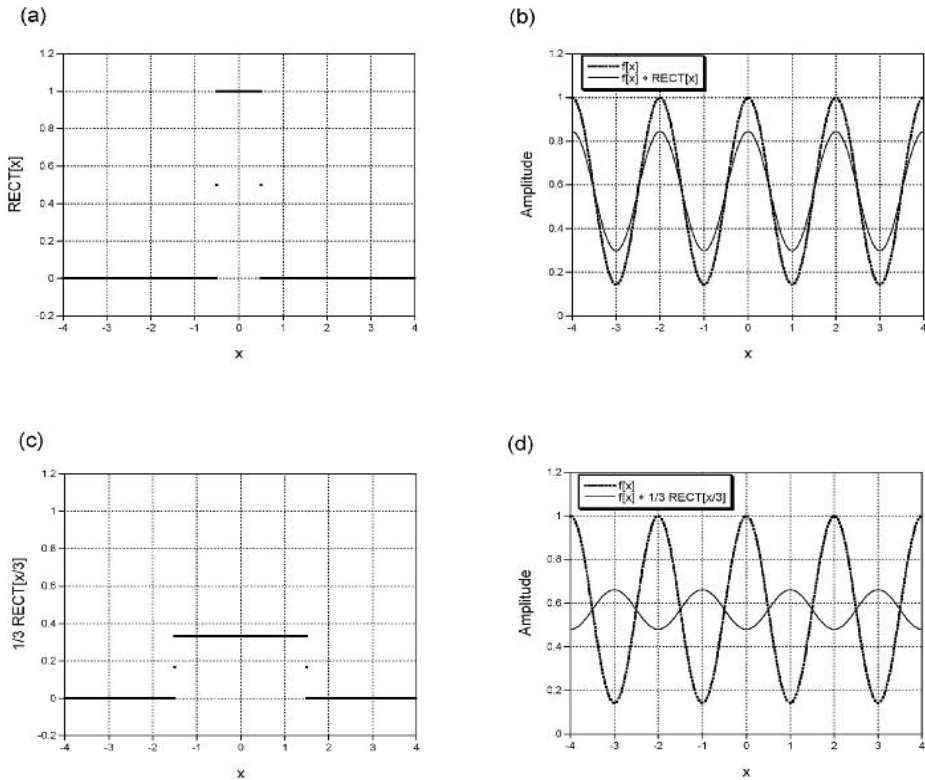 (a)
1.2
1
0.8
0.6
0.4
0.2
0
-0.2
RECT[x]
-4 -3 -2 -1 0 1 2 3 4
x
(b)
1.2
1
0.8
0.6
0.4
0.2
0
Amplitude
f[x]
f[x] * RECT[x]
-4 -3 -2 -1 0 1 2 3 4
x
(c)
1.2
1
0.8
0.6
0.4
0.2
0
-0.2
1/3 RECT[x/3]
-4 -3 -2 -1 0 1 2 3 4
x
(d)
1.2
1
0.8
0.6
0.4
0.2
0
Amplitude
f[x]
f[x] * 1/3 RECT[x/3]
-4 -3 -2 -1 0 1 2 3 4
x